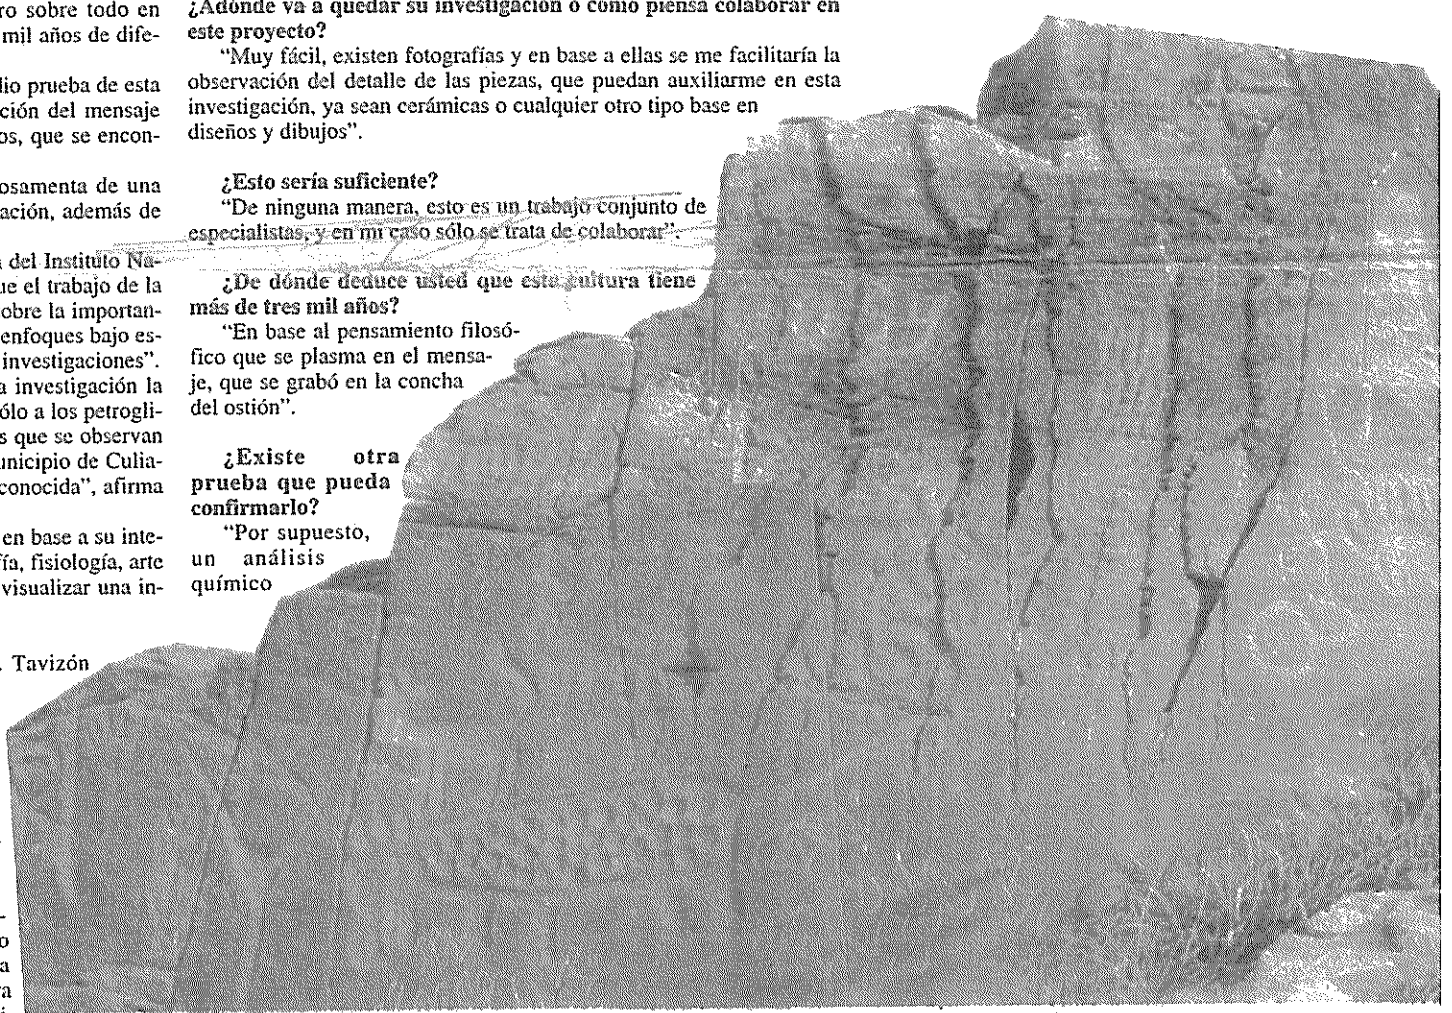 ro sobre todo en
mil años de dife-
dio prueba de esta
ción del mensaje
os, que se encon-
osamenta de una
ación, además de
del Instituto Na-
ue el trabajo de la
obre la importan-
enfoques bajo es-
investigaciones”.
a investigación la
ólo a los petrogli-
s que se observan
unicipio de Culia-
conocida”, afirma
en base a su inte-
fía, fisiología, arte
visualizar una in-
. Tavizón
-
o
a
a
¿Adónde va a quedar su investigación o cómo piensa colaborar en
este proyecto?
“Muy fácil, existen fotografías y en base a ellas se me facilitaría la
observación del detalle de las piezas, que puedan auxiliarme en esta
investigación, ya sean cerámicas o cualquier otro tipo base en
diseños y dibujos”.
¿Esto sería suficiente?
“De ninguna manera, esto es un trabajo conjunto de
especialistas, y en mi caso sólo se trata de colaborar”.
¿De dónde deduce usted que esta cultura tiene
más de tres mil años?
“En base al pensamiento filosó-
fico que se plasma en el mensa-
je, que se grabó en la concha
del ostión”.
¿Existe otra
prueba que pueda
confirmarlo?
“Por supuesto,
un análisis
químico